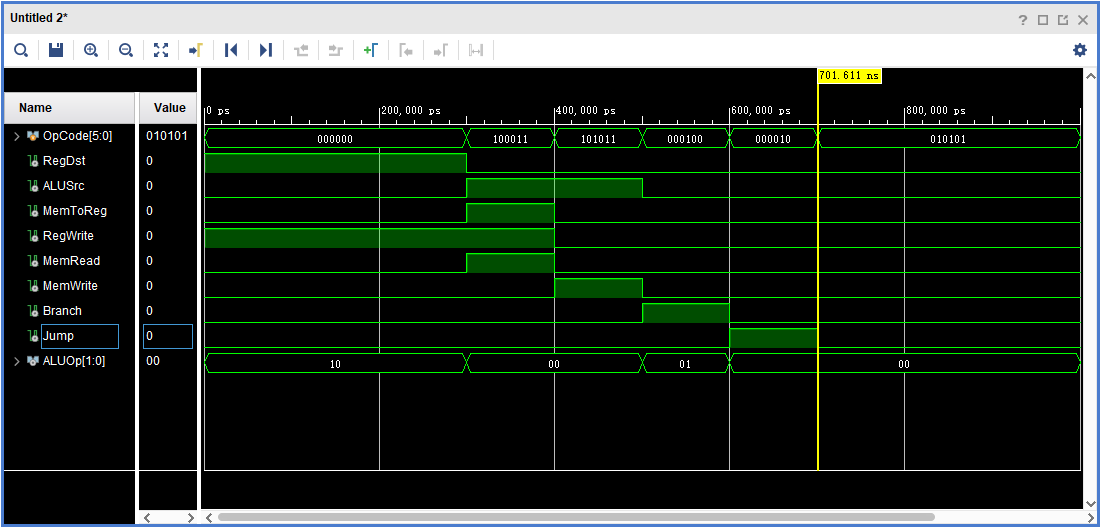 Untitled 2*
701.611 ns
Name Value
0 ps 200,000 ps 400,000 ps 600,000 ps 800,000 ps
OpCode[5:0] 010101 000000 100011 101011 000100 000010 010101
RegDst 0
ALUSrc 0
MemToReg 0
RegWrite 0
MemRead 0
MemWrite 0
Branch 0
Jump 0
ALUOp[1:0] 00 10 00 01 00